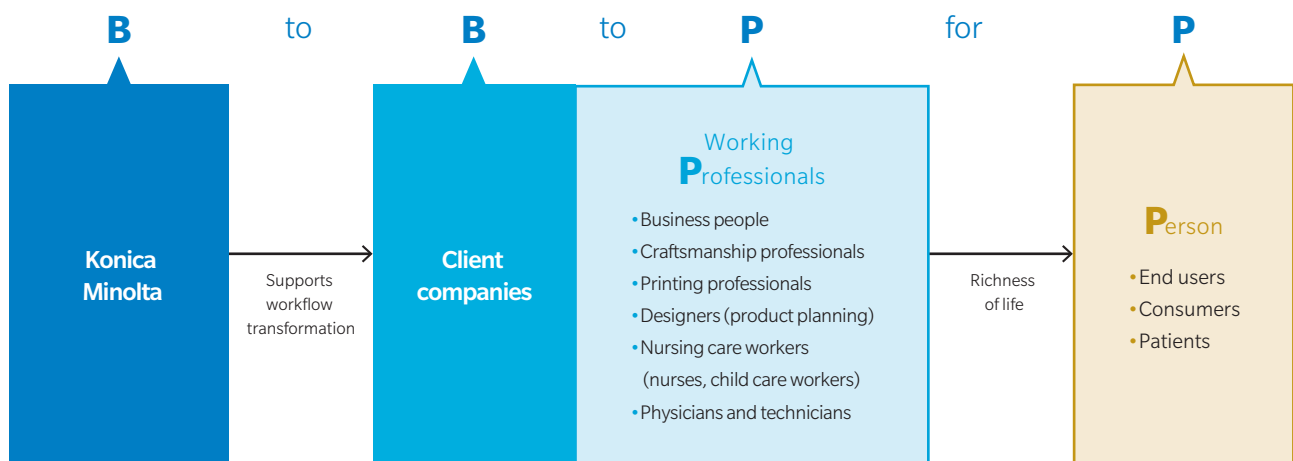 B to B to P for P
Konica
Minolta
Supports
workflow
transformation
Client
companies
Working
Professionals
•Business people
•Craftsmanship professionals
•Printing professionals
•Designers (product planning)
•Nursing care workers
(nurses, child care workers)
•Physicians and technicians
Richness
of life
Person
•End users
•Consumers
•Patients